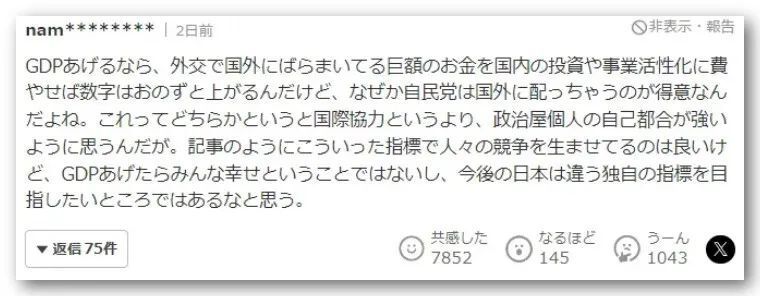 nam******** | 2日前
非表示・報告
GDPあげるなら、外交で国外にばらまいてる巨額のお金を国内の投資や事業活性化に費
やせば数字はおのずと上がるんだけど、なぜか自民党は国外に配っちゃうのが得意なん
だよね。これってどちらかというと国際協力というより、政治屋個人の自己都合が強い
ように思うんだが。記事のようにこういった指標で人々の競争を生ませてるのは良いけ
ど、GDPあげたらみんな幸せということではないし、今後の日本は違う独自の指標を目
指したいところではあるなと思う。
返信 75件
共感した
7852
なるほど
145
うーん
1043
X